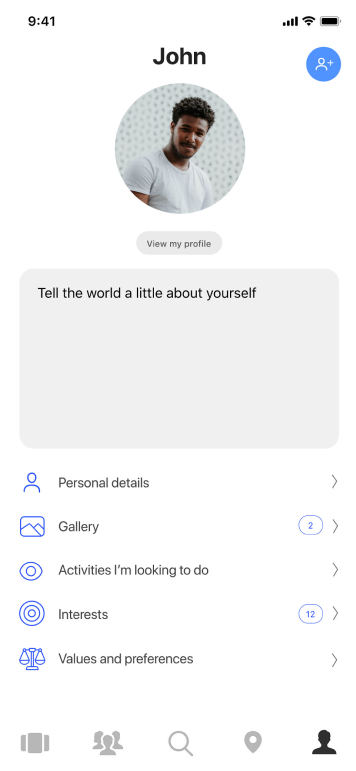 9:41
John
View my profile
Tell the world a little about yourself
Personal details
Gallery
2
Activities I'm looking to do
Interests
12
Values and preferences